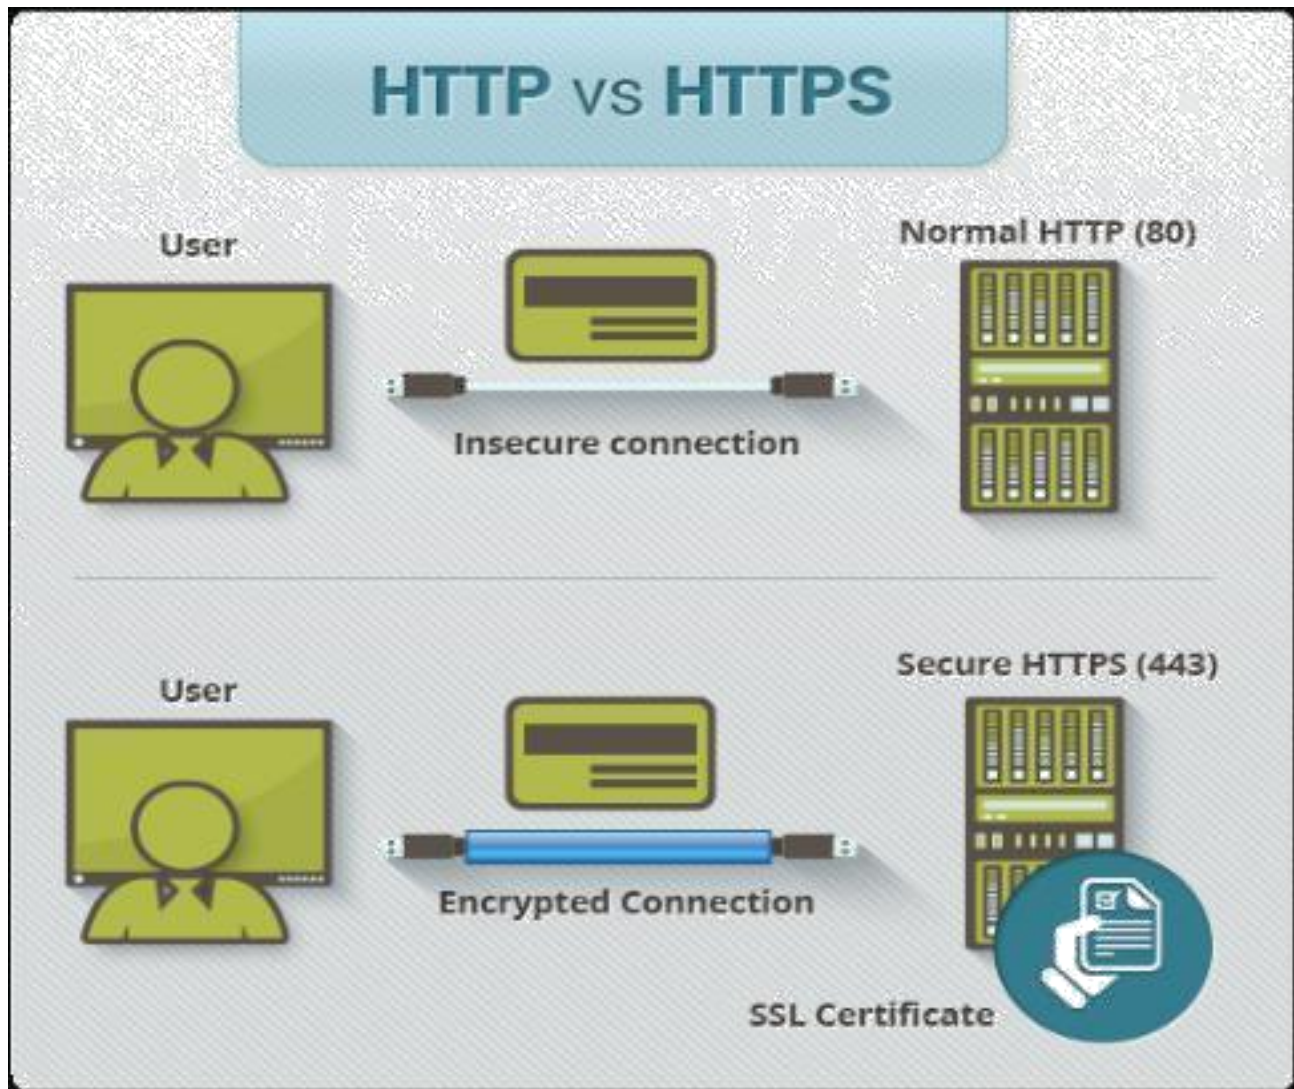 HTTP vs HTTPS
User
Normal HTTP (80)
Insecure connection
User
Secure HTTPS (443)
Encrypted Connection
SSL Certificate